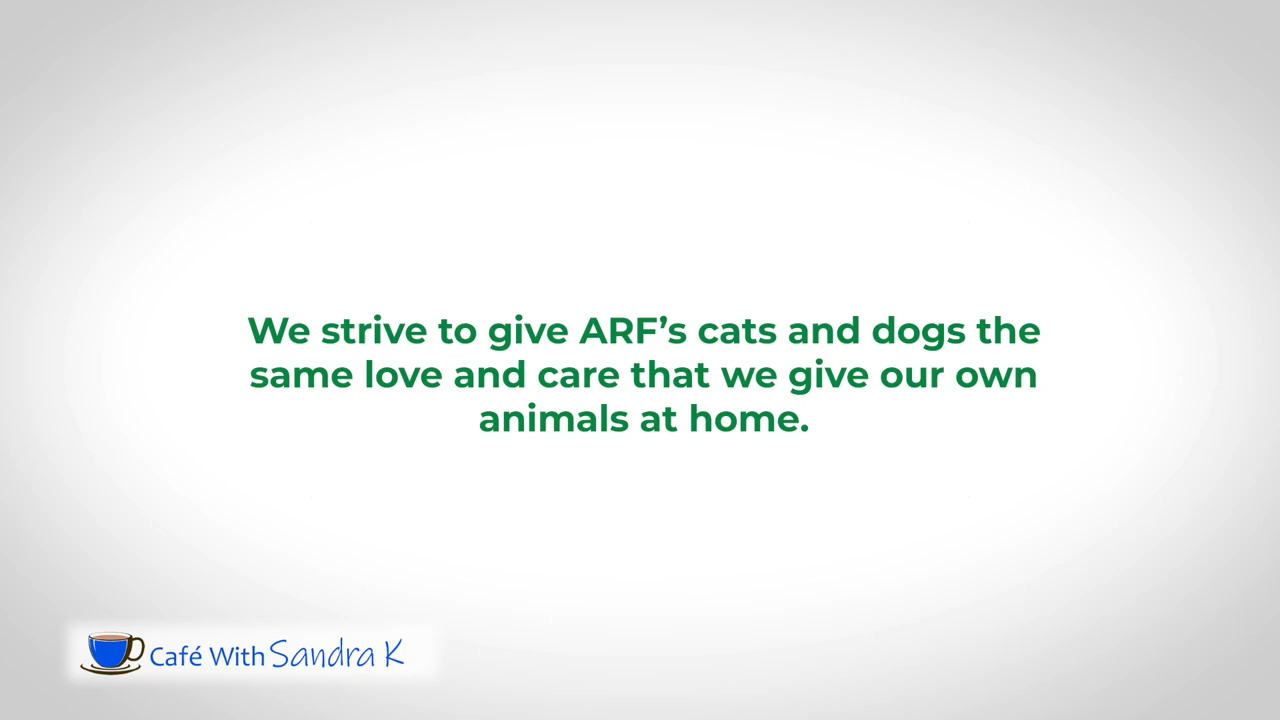 We strive to give ARF’s cats and dogs the
same love and care that we give our own
animals at home.
Café With Sandra K